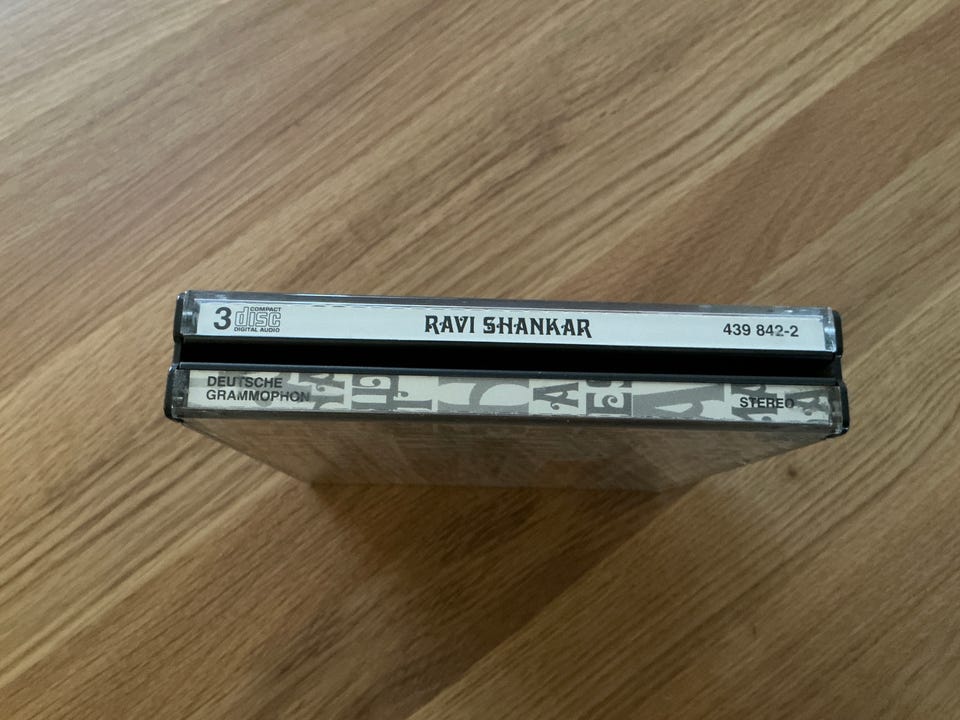 3 COMPACT disc DIGITAL AUDIO RAVI SHANKAR 439 842-2
DEUTSCHE
GRAMMOPHON STEREO